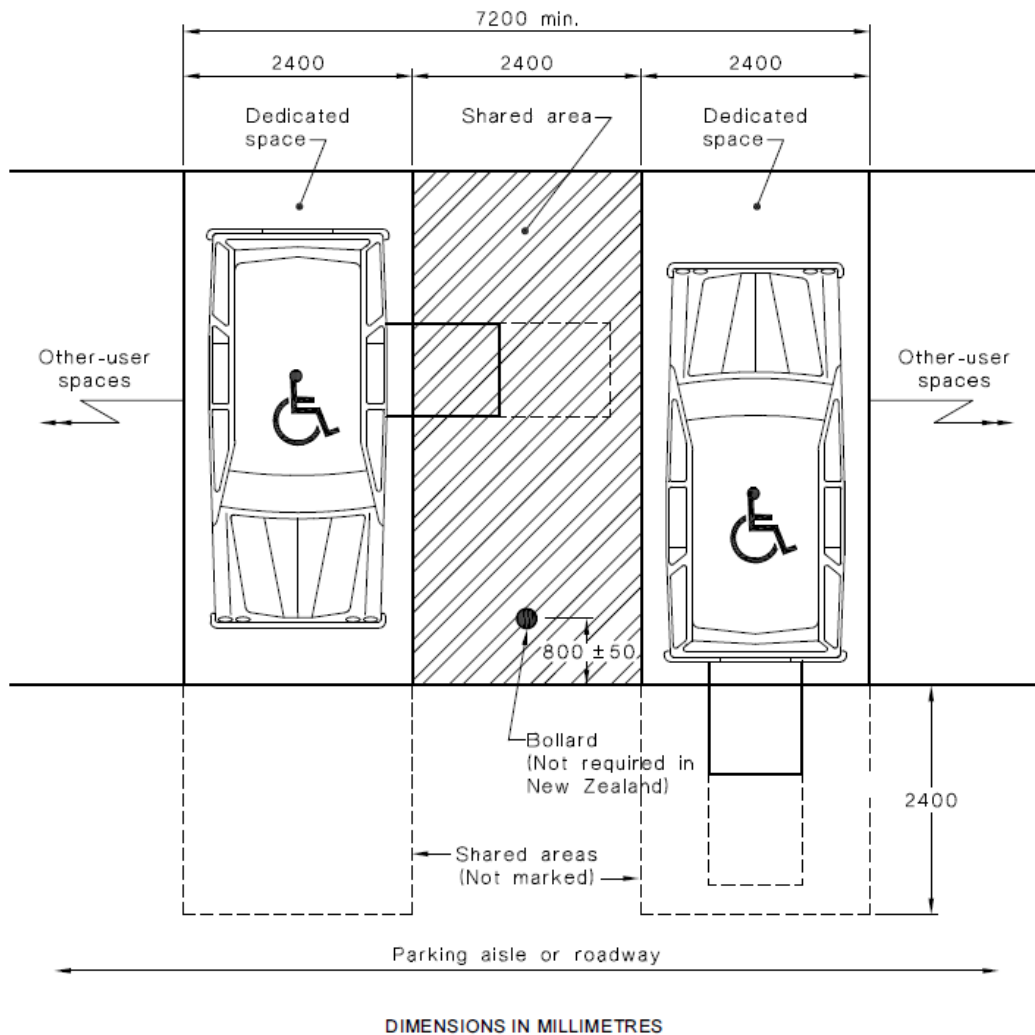 7200 min.
2400
2400
2400
Dedicated
space
Shared area
Dedicated
space
Other-user
spaces
Other-user
spaces
800 ±50
Bollard
(Not required in
New Zealand)
2400
Shared areas
(Not marked)
Parking aisle or roadway
DIMENSIONS IN MILLIMETRES